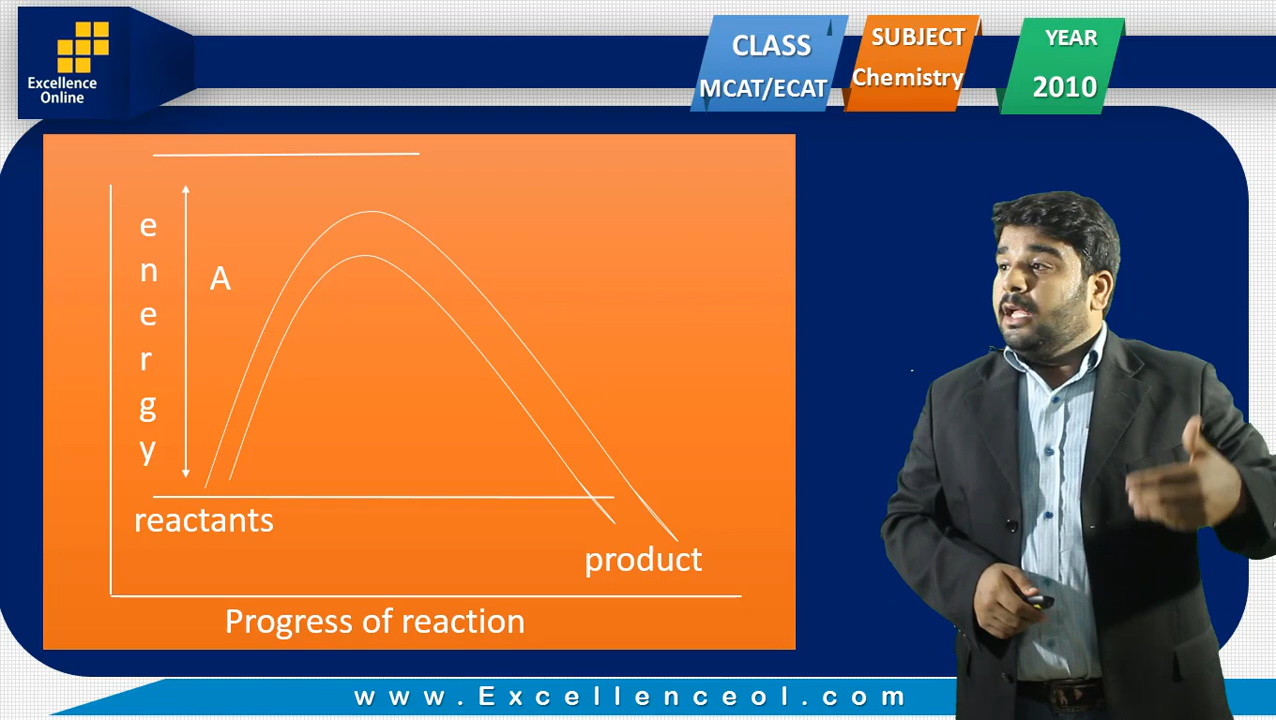 Excellence
Online
CLASS
MCAT/ECAT
SUBJECT
Chemistry
YEAR
2010
e
n
e
r
g
y
A
reactants
product
Progress of reaction
www.Excellenceol.com